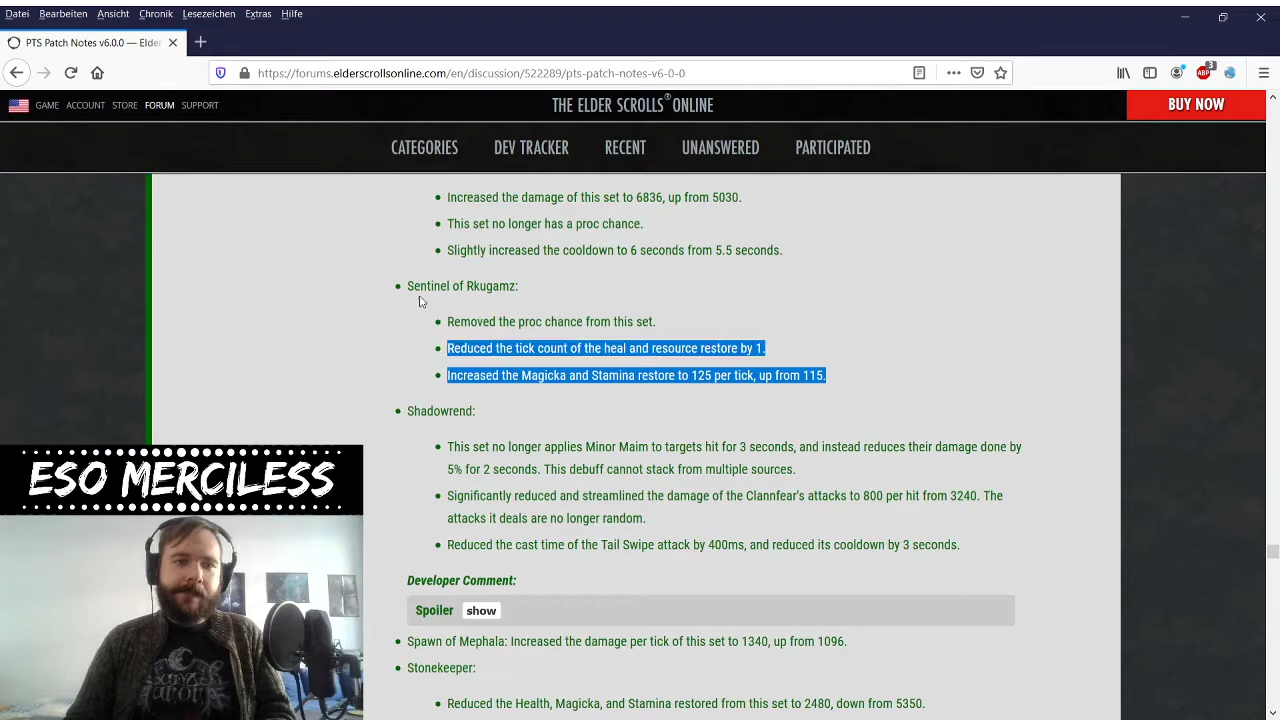 Datei Bearbeiten Ansicht Chronik Lesezeichen Extras Hilfe
PTS Patch Notes v6.0.0 — Elder
https://forums.elderscrollsonline.com/en/discussion/522289/pts-patch-notes-v6-0-0
ABP 3
GAME ACCOUNT STORE FORUM SUPPORT
THE ELDER SCROLLS® ONLINE
BUY NOW
CATEGORIES DEV TRACKER RECENT UNANSWERED PARTICIPATED
• Increased the damage of this set to 6836, up from 5030.
• This set no longer has a proc chance.
• Slightly increased the cooldown to 6 seconds from 5.5 seconds.
• Sentinel of Rkugamz:
• Removed the proc chance from this set.
• Reduced the tick count of the heal and resource restore by 1.
• Increased the Magicka and Stamina restore to 125 per tick, up from 115.
• Shadowrend:
• This set no longer applies Minor Maim to targets hit for 3 seconds, and instead reduces their damage done by
5% for 2 seconds. This debuff cannot stack from multiple sources.
• Significantly reduced and streamlined the damage of the Clannfear's attacks to 800 per hit from 3240. The
attacks it deals are no longer random.
• Reduced the cast time of the Tail Swipe attack by 400ms, and reduced its cooldown by 3 seconds.
Developer Comment:
Spoiler show
• Spawn of Mephala: Increased the damage per tick of this set to 1340, up from 1096.
• Stonekeeper:
• Reduced the Health, Magicka, and Stamina restored from this set to 2480, down from 5350.
ESO MERCILESS